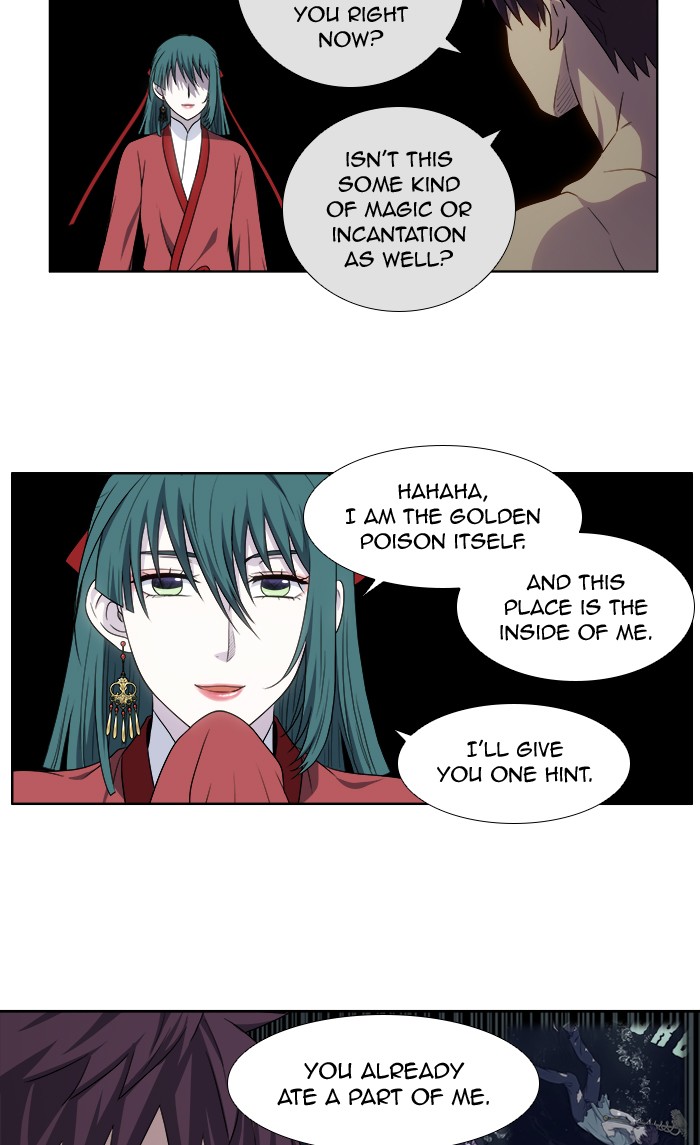 YOU RIGHT
NOW?
ISN'T THIS
SOME KIND
OF MAGIC OR
INCANTATION
AS WELL?
HAHAHA,
I AM THE GOLDEN
POISON ITSELF.
AND THIS
PLACE IS THE
INSIDE OF ME.
I'LL GIVE
YOU ONE HINT.
YOU ALREADY
ATE A PART OF ME.